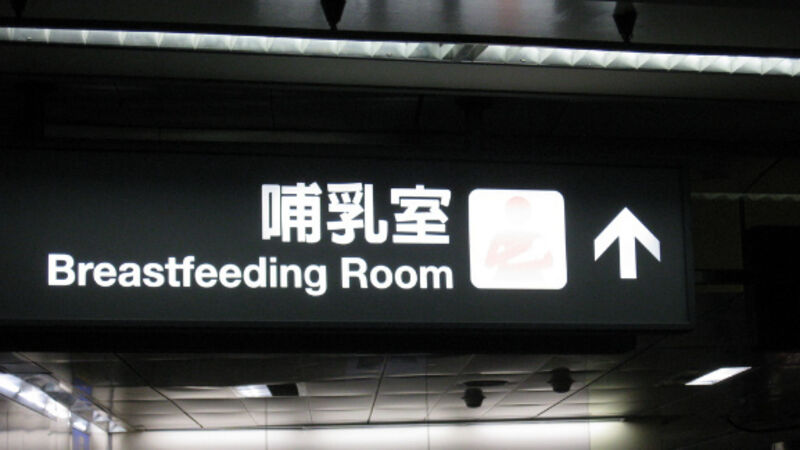 哺乳室
Breastfeeding Room